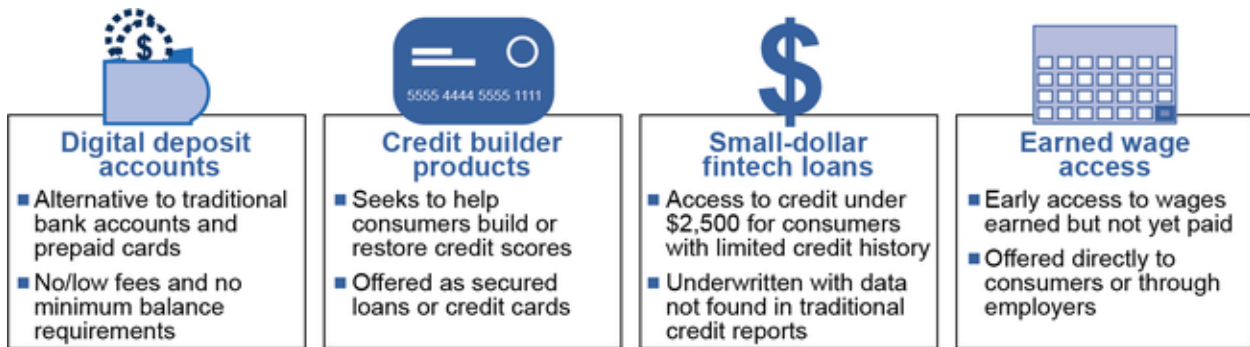 $
5555 4444 5555 1111
$
Digital deposit
accounts
■ Alternative to traditional
bank accounts and
prepaid cards
■ No/low fees and no
minimum balance
requirements
Credit builder
products
■ Seeks to help
consumers build or
restore credit scores
■ Offered as secured
loans or credit cards
Small-dollar
fintech loans
■ Access to credit under
$2,500 for consumers
with limited credit history
■ Underwritten with data
not found in traditional
credit reports
Earned wage
access
■ Early access to wages
earned but not yet paid
■ Offered directly to
consumers or through
employers